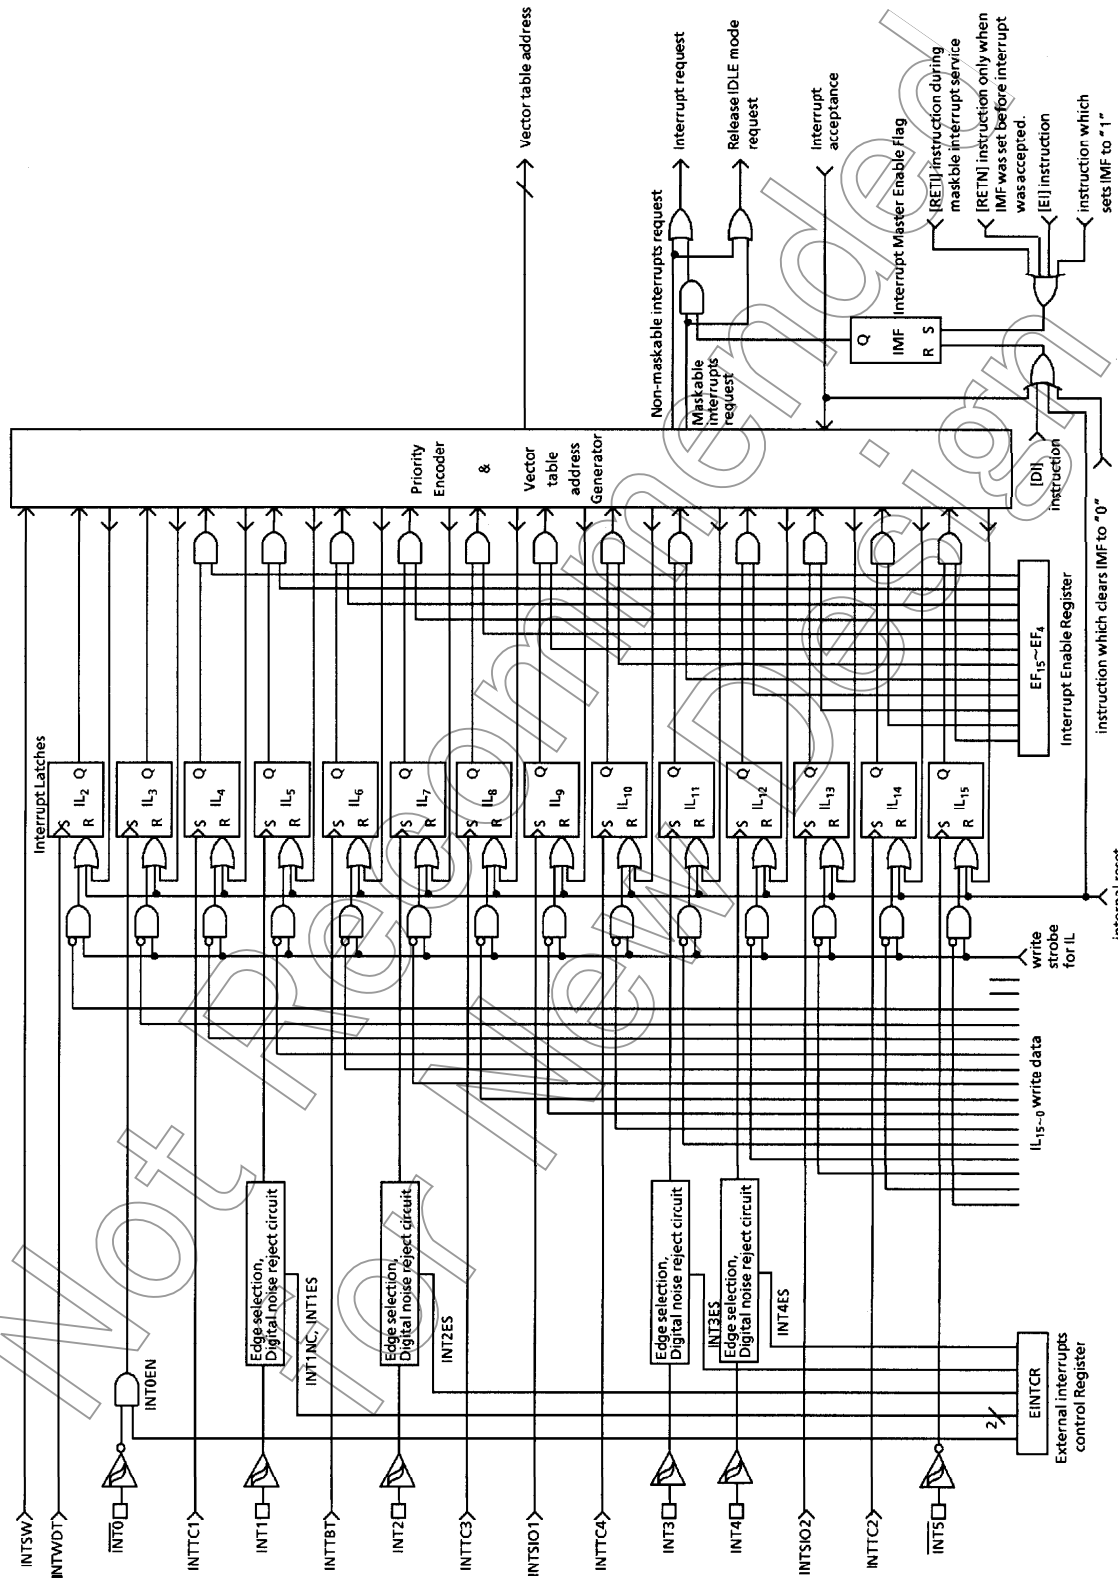 INTSW
INTWDT
INT0
INTTC1
INT1
INTTBT
INT2
INTTC3
INTSIO1
INTTC4
INT3
INT4
INTSIO2
INTTC2
INT5
INT0EN
Edge selection,
Digital noise reject circuit
INT1NC, INT1ES
Edge selection,
Digital noise reject circuit
INT2ES
Edge selection,
Digital noise reject circuit
INT3ES
Edge selection,
Digital noise reject circuit
INT4ES
2
EINTCR
External interrupts
control Register
IL15~0 write data
write
strobe
for IL
internal reset
Interrupt Latches
S
R
Q
IL2
S
R
Q
IL3
S
R
Q
IL4
S
R
Q
IL5
S
R
Q
IL6
S
R
Q
IL7
S
R
Q
IL8
S
R
Q
IL9
S
R
Q
IL10
S
R
Q
IL11
S
R
Q
IL12
S
R
Q
IL13
S
R
Q
IL14
S
R
Q
IL15
EF15~EF4
Interrupt Enable Register
instruction which clears IMF to "0"
Priority
Encoder
&
Vector
table
address
Generator
[DI]
instruction
Vector table address
Non-maskable interrupts request
Maskable
interrupts
request
Interrupt request
Release IDLE mode
request
Interrupt
acceptance
Interrupt Master Enable Flag
Q
IMF
R S
[RETI] instruction during
maskble interrupt service
[RETN] instruction only when
IMF was set before interrupt
was accepted.
[EI] instruction
instruction which
sets IMF to "1"
Not Recommended
for New Design